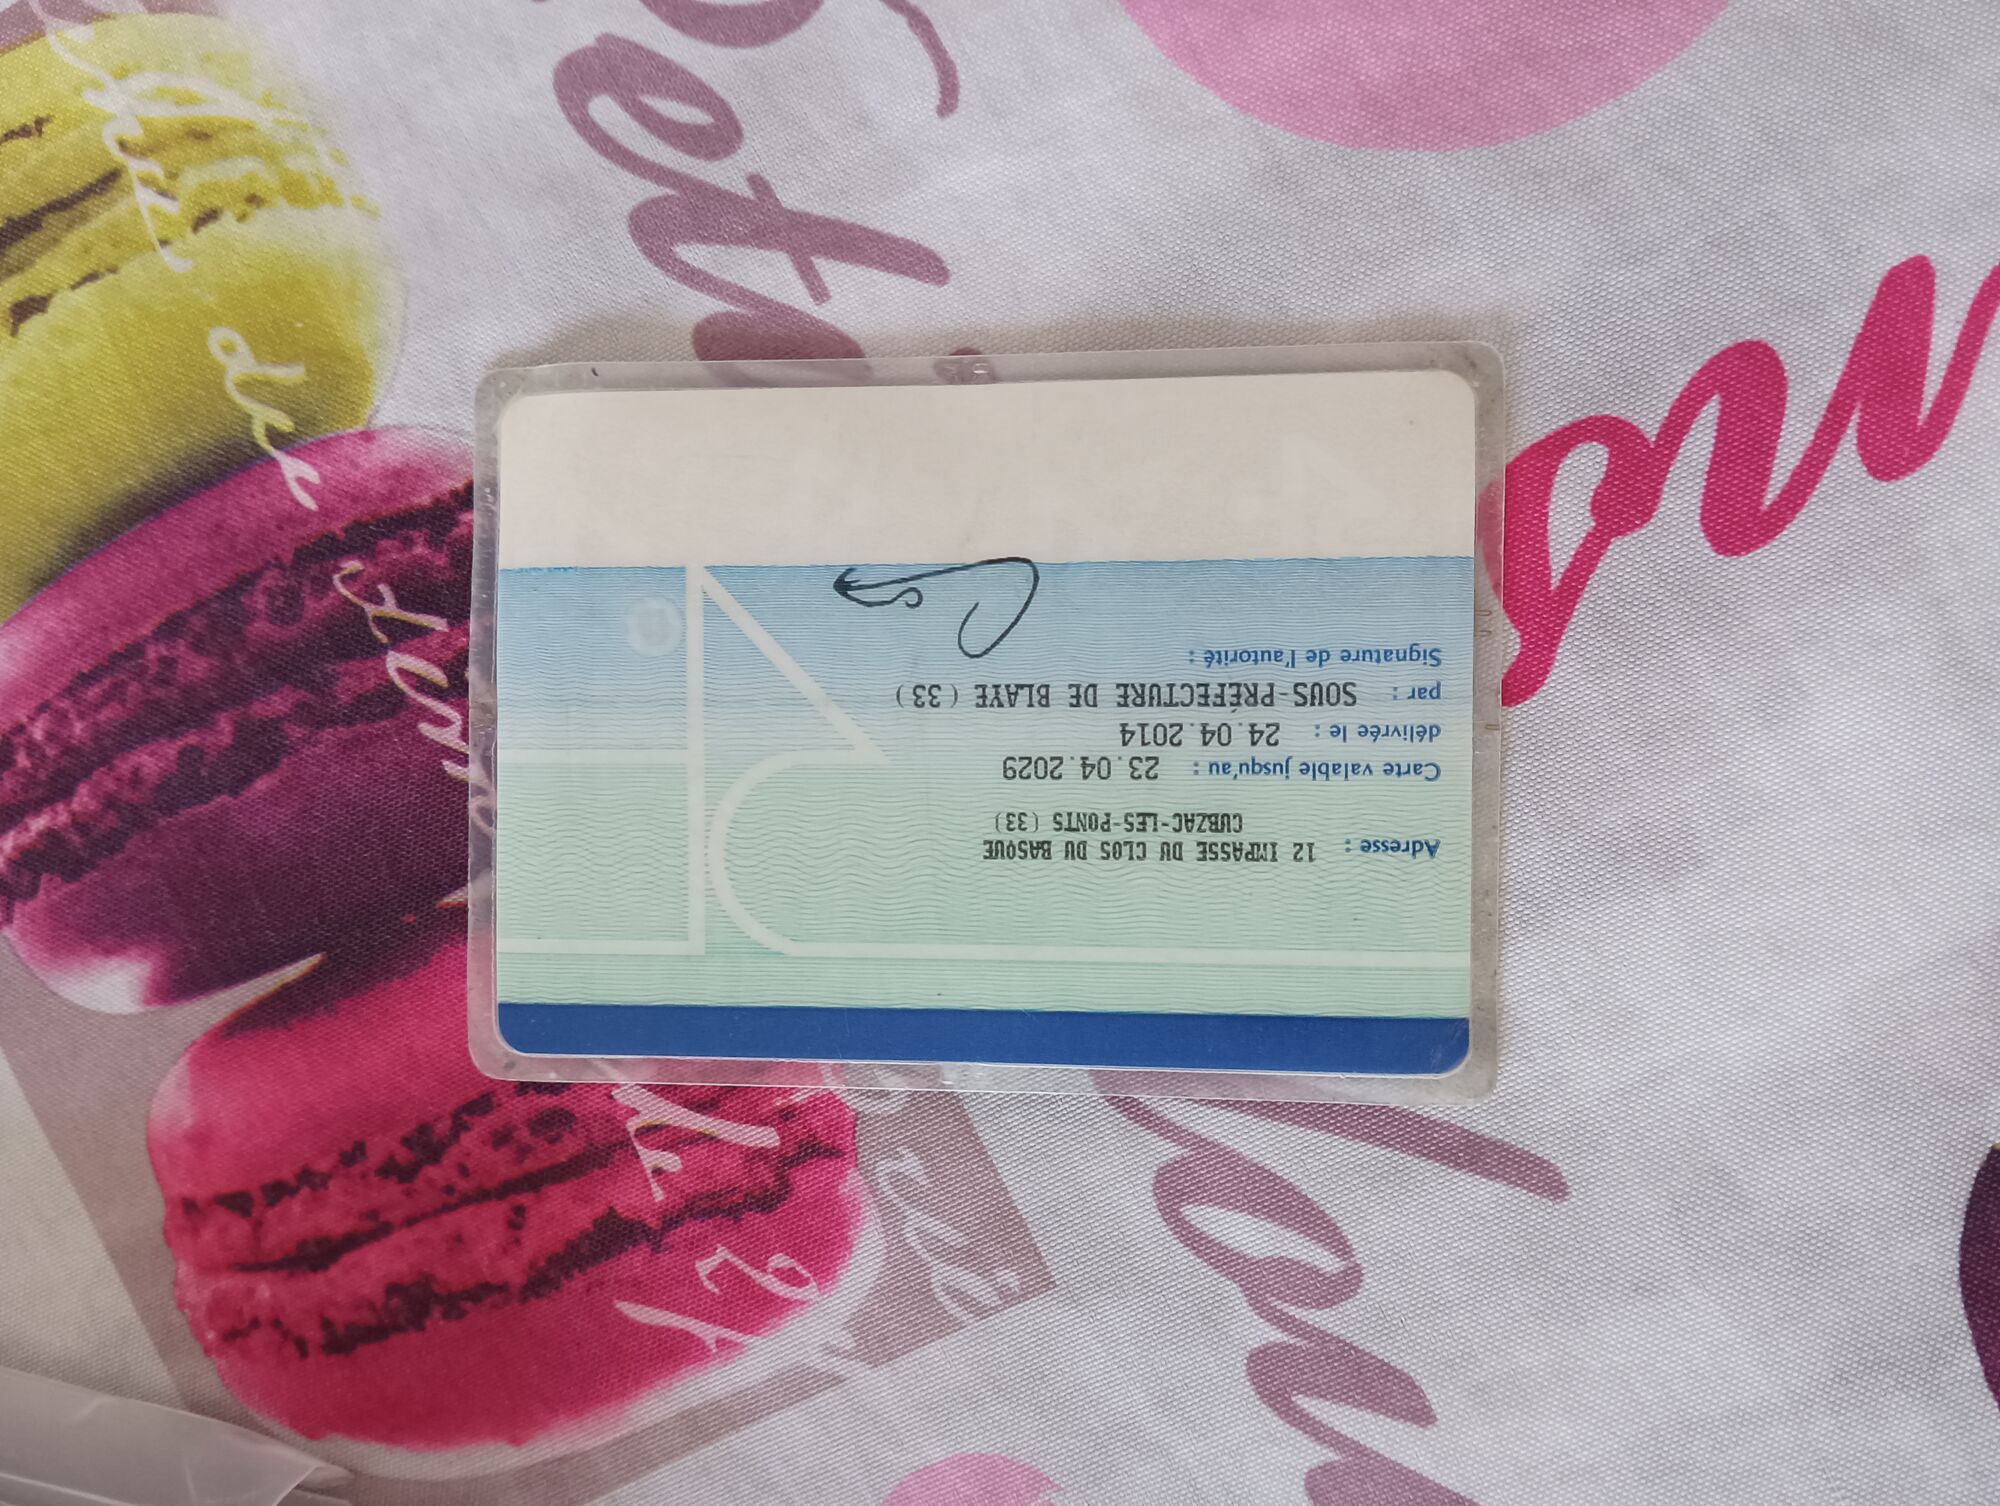 Adresse : 12 IMPASSE DU CLOS DU BASQUE
CUBZAC-LES-PONTS (33)
Carte valable jusqu'au : 23.04.2029
délivrée le : 24.04.2014
par : SOUS-PRÉFECTURE DE BLAYE (33)
Signature de l'autorité :
de